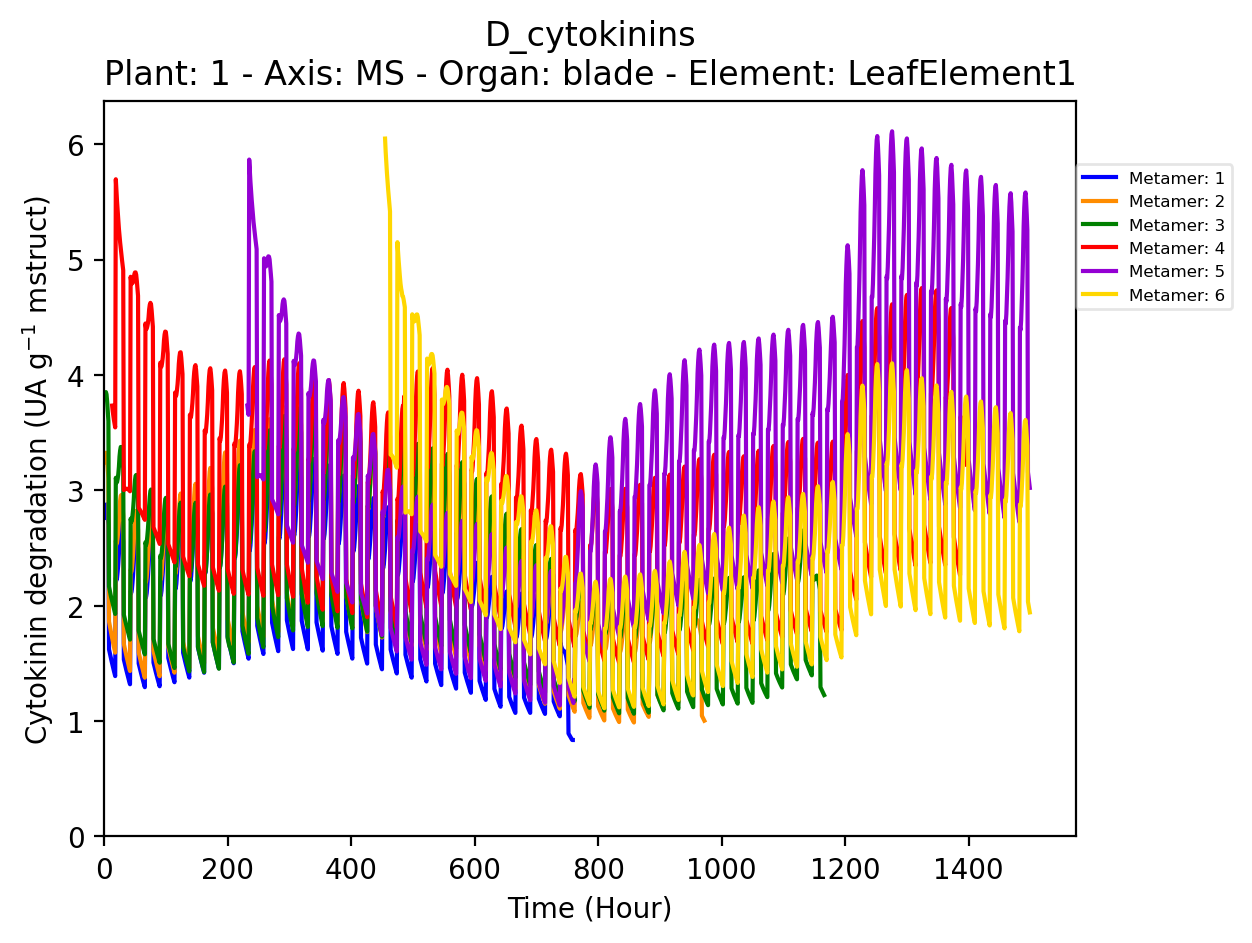 D_cytokinins
Plant: 1 - Axis: MS - Organ: blade - Element: LeafElement1
Cytokinin degradation (UA g⁻¹ mstruct)
6
5
4
3
2
1
0
0 200 400 600 800 1000 1200 1400
Time (Hour)
Metamer: 1
Metamer: 2
Metamer: 3
Metamer: 4
Metamer: 5
Metamer: 6